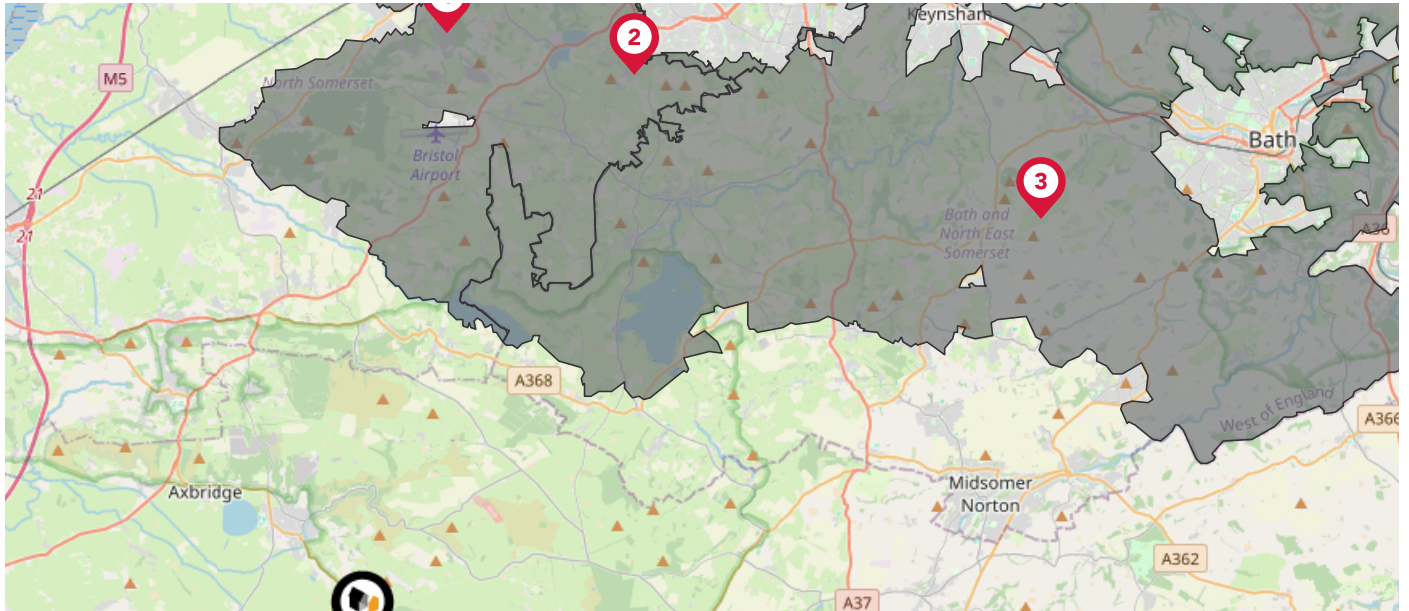 Keynsham
2
M5
North Somerset
Bristol
Airport
Bath
3
21
21
Bath and
North East
Somerset
A36
A368
West of England
A366
Axbridge
Midsomer
Norton
A362
A37